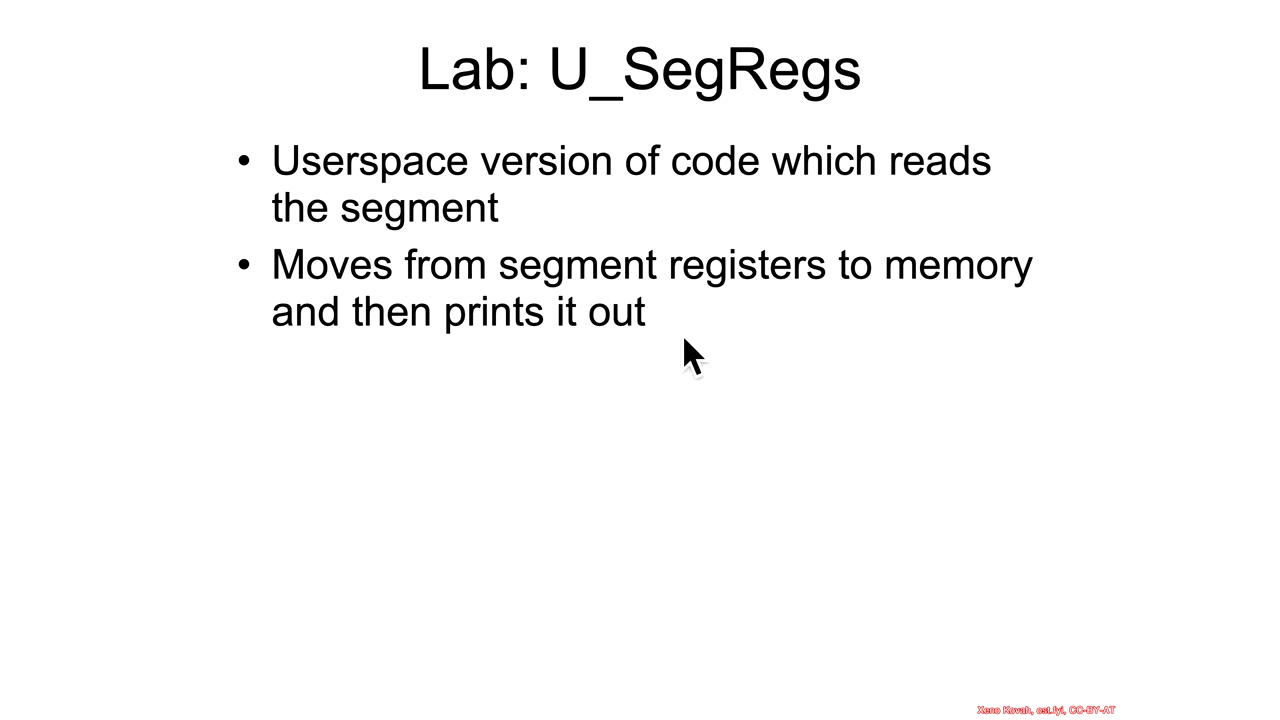 Lab: U_SegRegs
• Userspace version of code which reads
the segment
• Moves from segment registers to memory
and then prints it out
Xeno Kovah, ost.fyi, CC-BY-AT